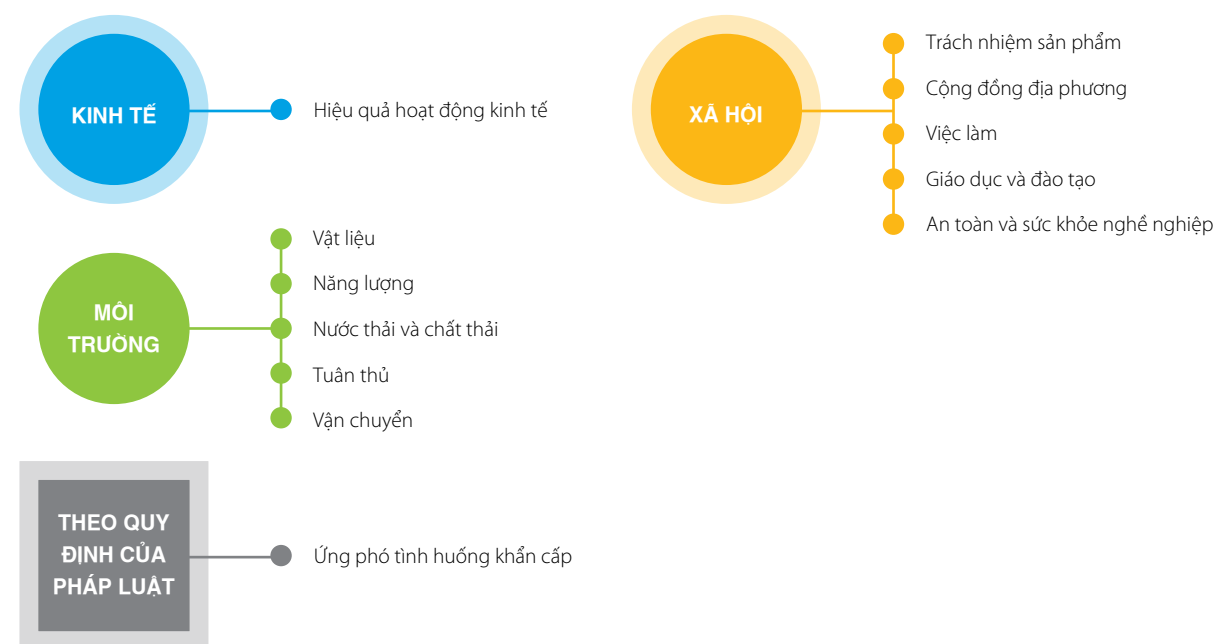 KINH TẾ
Hiệu quả hoạt động kinh tế
XÃ HỘI
Trách nhiệm sản phẩm
Cộng đồng địa phương
Việc làm
Giáo dục và đào tạo
An toàn và sức khỏe nghề nghiệp
MÔI
TRƯỜNG
Vật liệu
Năng lượng
Nước thải và chất thải
Tuân thủ
Vận chuyển
THEO QUY
ĐỊNH CỦA
PHÁP LUẬT
Ứng phó tình huống khẩn cấp